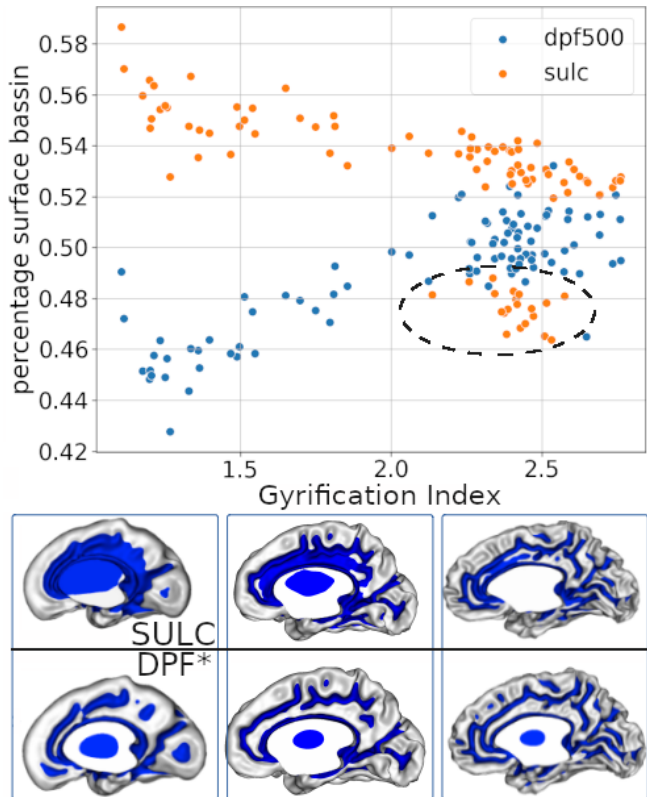 0.58
0.56
0.54
0.52
0.50
0.48
0.46
0.44
0.42
percentage surface bassin
dpf500
sulc
1.5 2.0 2.5
Gyrification Index
SULC
DPF*